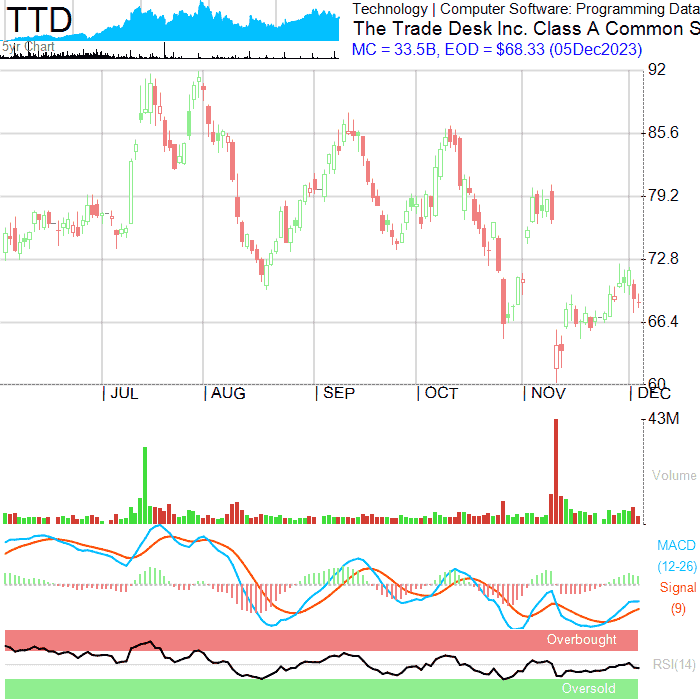 TTD
5yr Chart
Technology | Computer Software: Programming Data
The Trade Desk Inc. Class A Common S
MC = 33.5B, EOD = $68.33 (05Dec2023)
92
85.6
79.2
72.8
66.4
60
| JUL | AUG | SEP | OCT | NOV | DEC
43M
Volume
MACD
(12-26)
Signal
(9)
Overbought
RSI(14)
Oversold